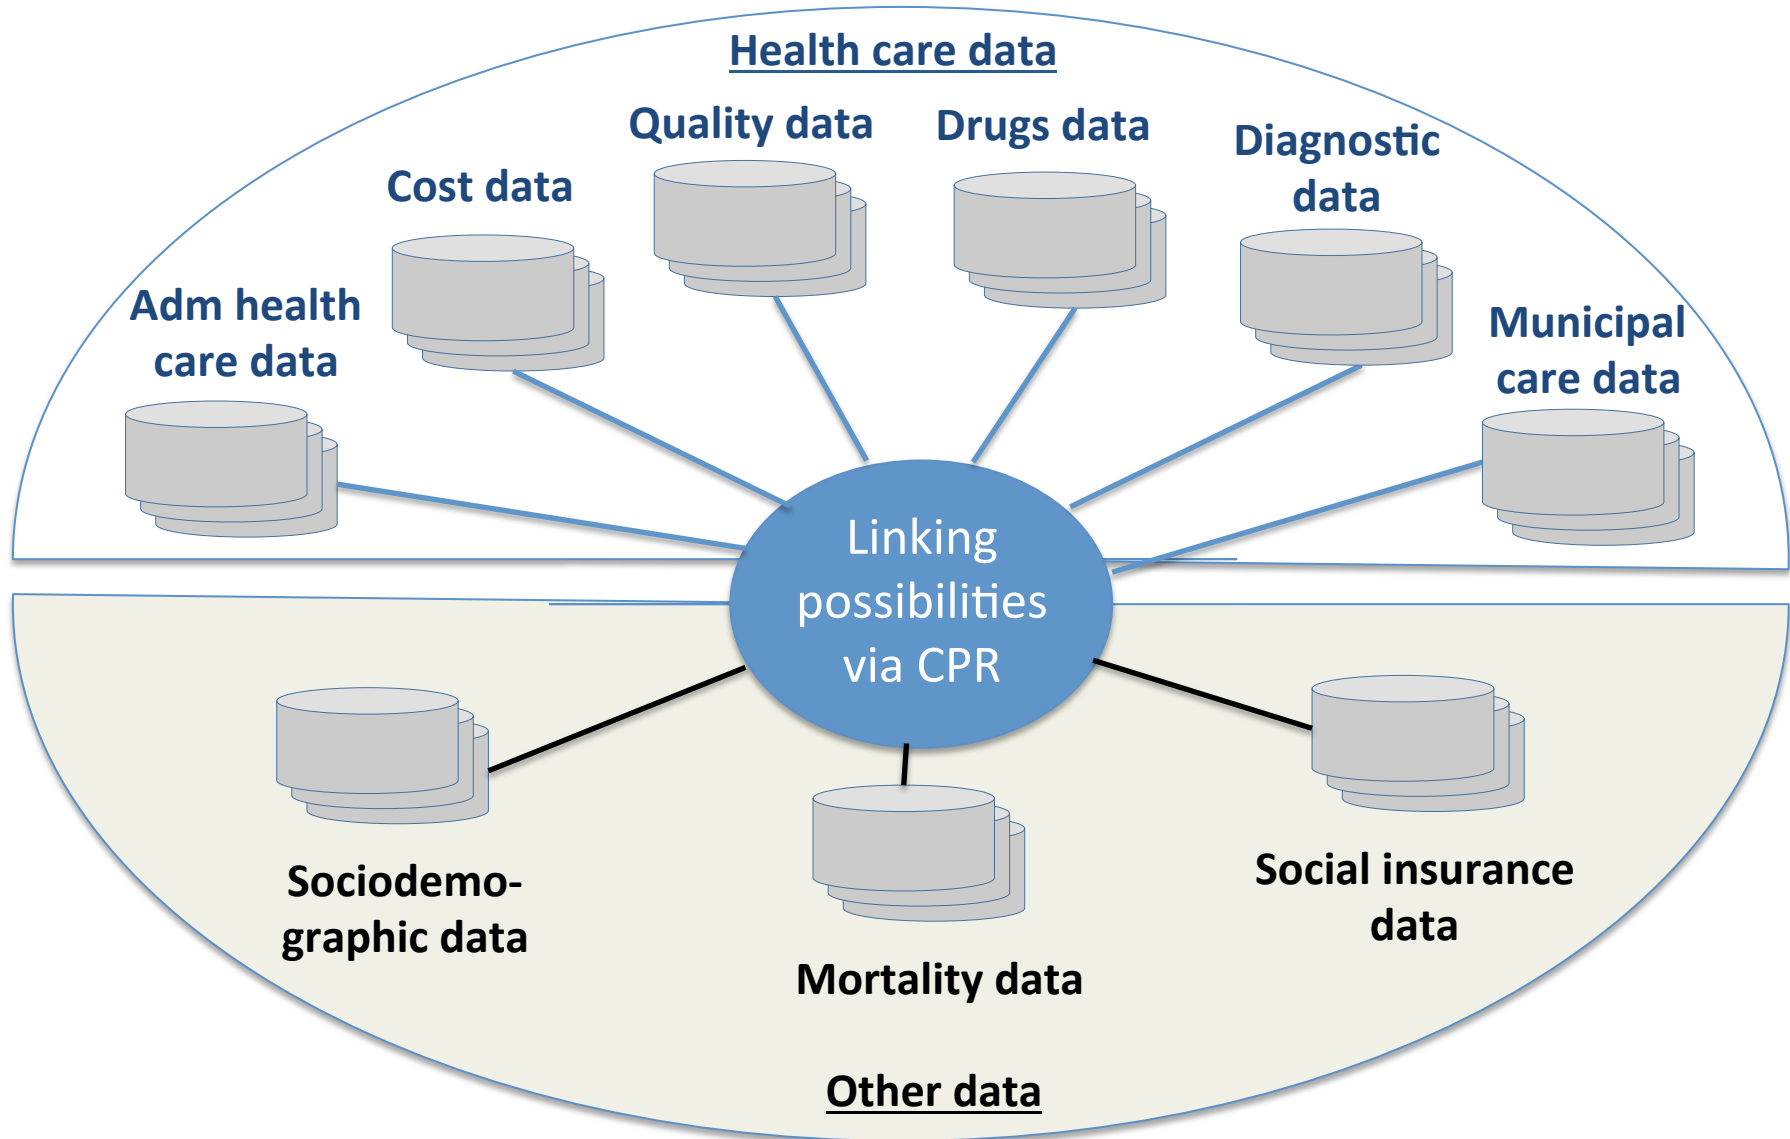 Health care data
Quality data
Drugs data
Diagnostic
data
Cost data
Adm health
care data
Municipal
care data
Linking
possibilities
via CPR
Sociodemo-
graphic data
Mortality data
Social insurance
data
Other data